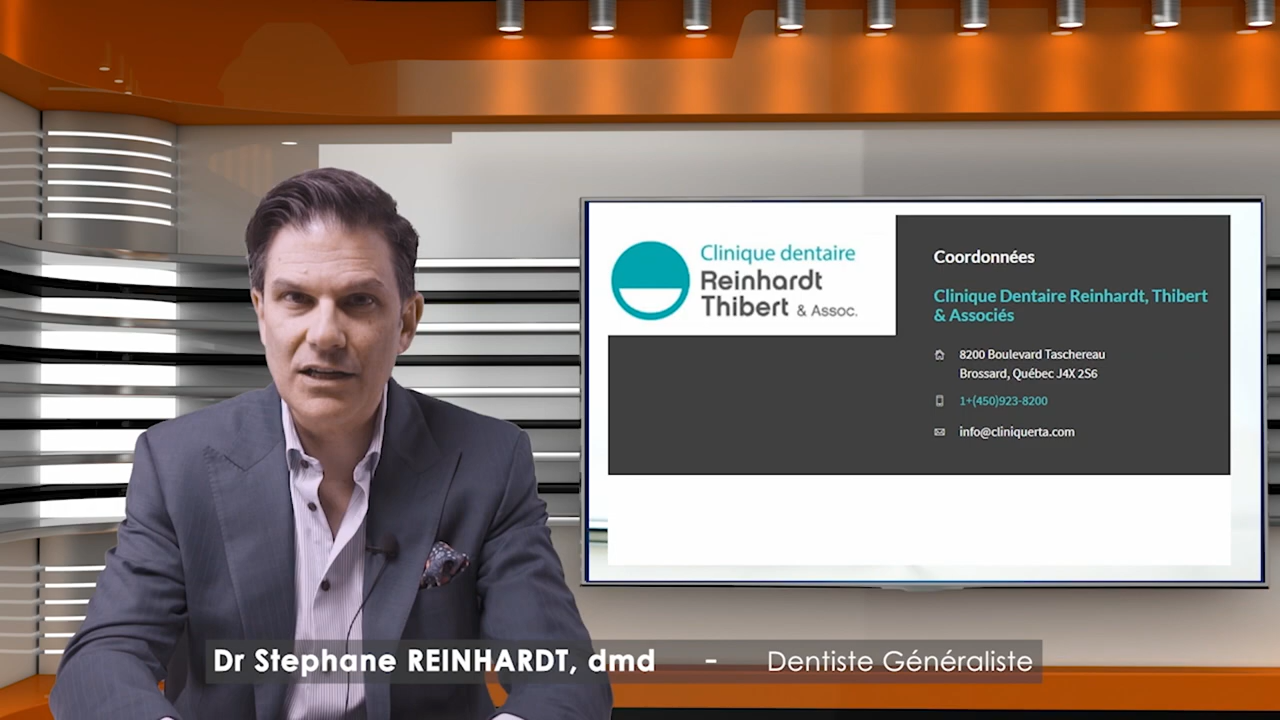 Clinique dentaire
Reinhardt
Thibert & Assoc.
Coordonnées
Clinique Dentaire Reinhardt, Thibert
& Associés
8200 Boulevard Taschereau
Brossard, Québec J4X 2S6
1+(450)923-8200
info@cliniquerta.com
Dr Stephane REINHARDT, dmd - Dentiste Généraliste